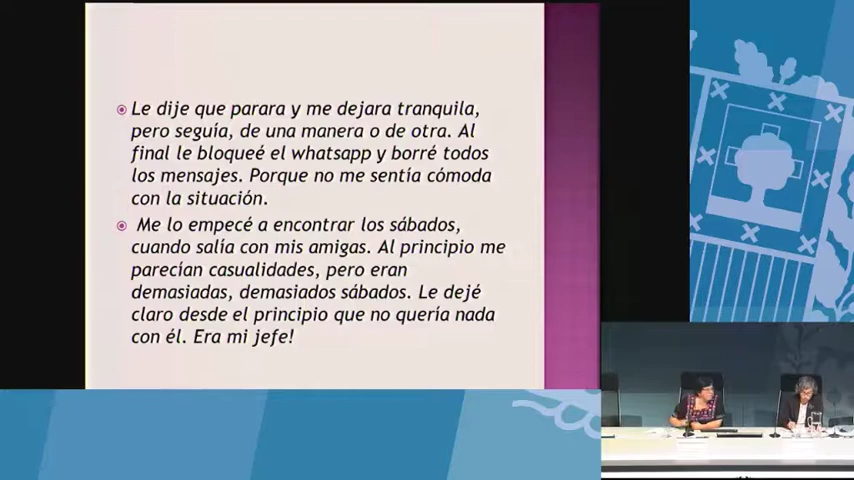 Le dije que parara y me dejara tranquila,
pero seguía, de una manera o de otra. Al
final le bloqueé el whatsapp y borré todos
los mensajes. Porque no me sentía cómoda
con la situación.
Me lo empecé a encontrar los sábados,
cuando salía con mis amigas. Al principio me
parecían casualidades, pero eran
demasiadas, demasiados sábados. Le dejé
claro desde el principio que no quería nada
con él. Era mi jefe!